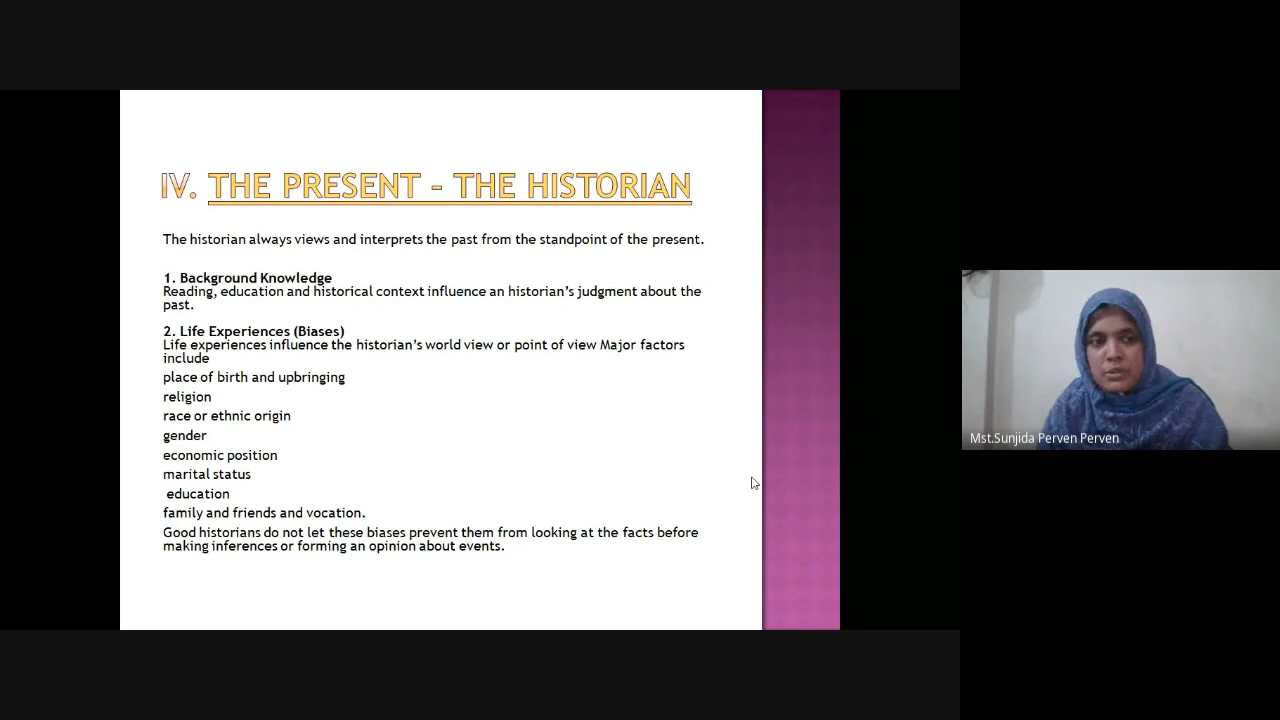 IV. THE PRESENT - THE HISTORIAN
The historian always views and interprets the past from the standpoint of the present.
1. Background Knowledge
Reading, education and historical context influence an historian’s judgment about the
past.
2. Life Experiences (Biases)
Life experiences influence the historian’s world view or point of view Major factors
include
place of birth and upbringing
religion
race or ethnic origin
gender
economic position
marital status
education
family and friends and vocation.
Good historians do not let these biases prevent them from looking at the facts before
making inferences or forming an opinion about events.
Mst.Sunjida Perven Perven